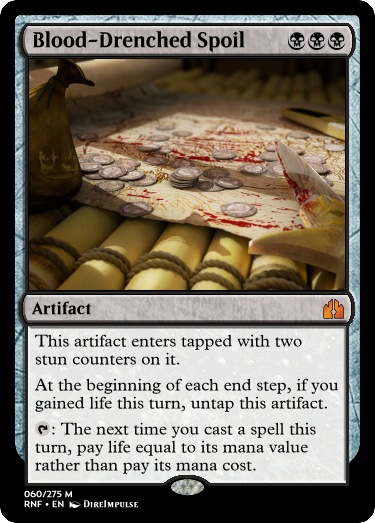 Blood-Drenched Spoil
Artifact
This artifact enters tapped with two
stun counters on it.
At the beginning of each end step, if you
gained life this turn, untap this artifact.
: The next time you cast a spell this
turn, pay life equal to its mana value
rather than pay its mana cost.
060/275 M
RNF • EN DireImpulse